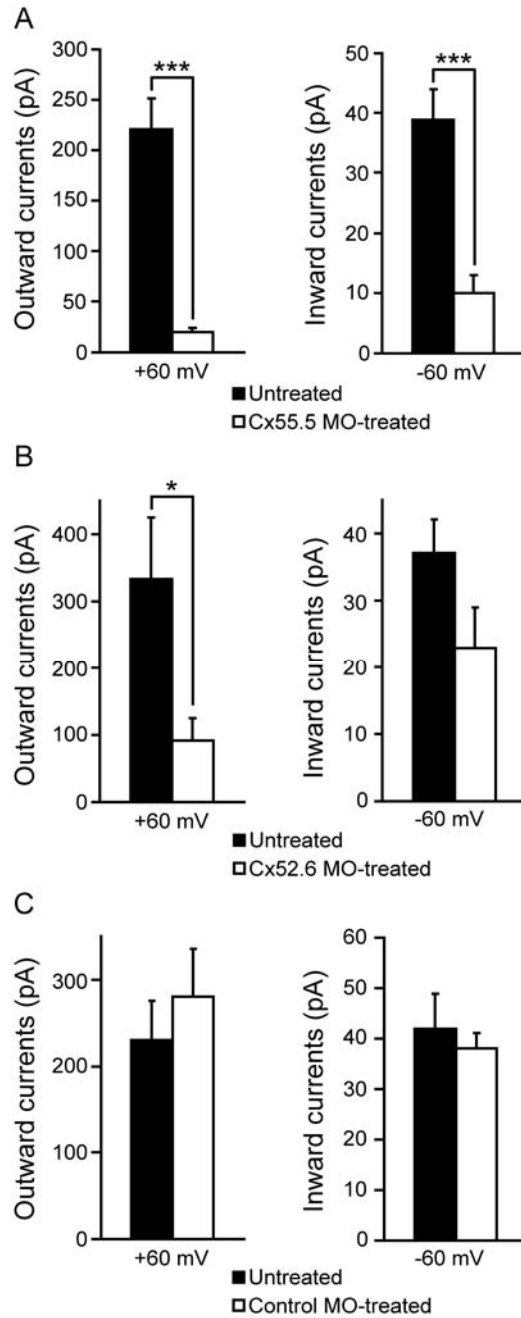 A
Outward currents (pA)
300
250
200
150
100
50
0
***
+60 mV
Inward currents (pA)
50
40
30
20
10
0
***
-60 mV
Untreated
Cx55.5 MO-treated
B
Outward currents (pA)
400
300
200
100
0
*
+60 mV
Inward currents (pA)
40
30
20
10
0
-60 mV
Untreated
Cx52.6 MO-treated
C
Outward currents (pA)
300
200
100
0
+60 mV
Inward currents (pA)
60
50
40
30
20
10
0
-60 mV
Untreated
Control MO-treated